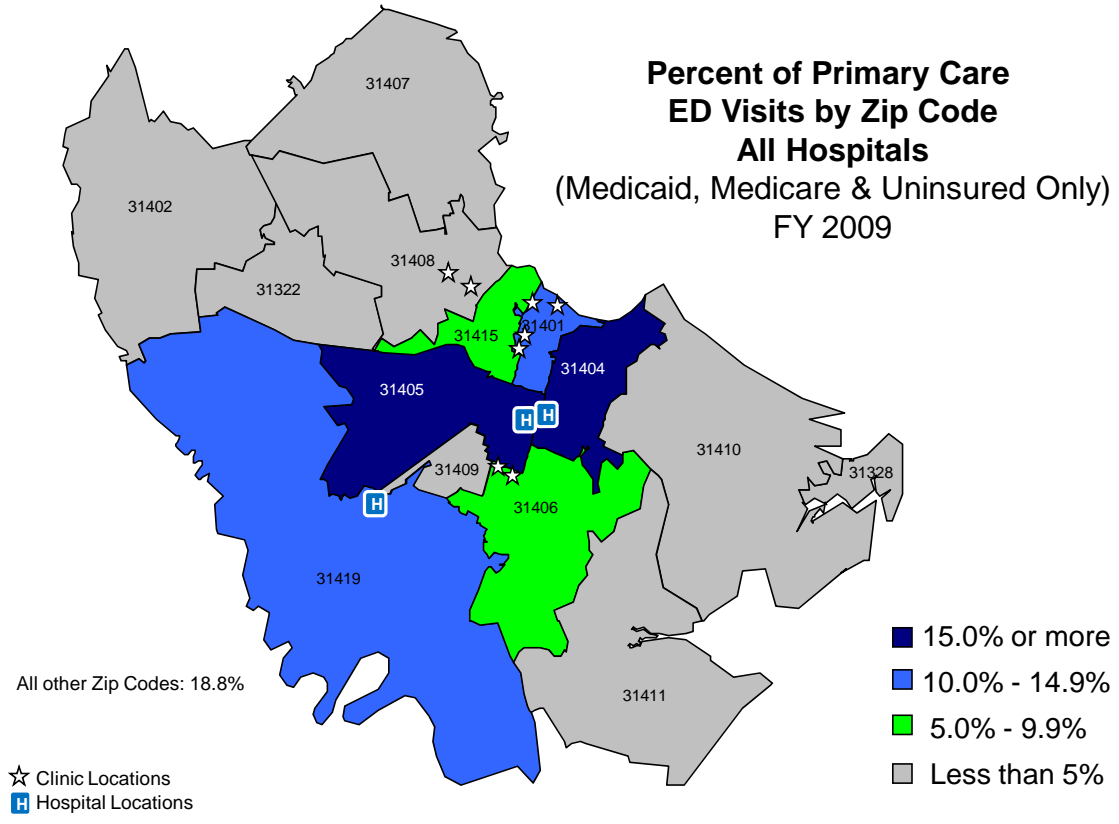 Percent of Primary Care
ED Visits by Zip Code
All Hospitals
(Medicaid, Medicare & Uninsured Only)
FY 2009
31407
31402
31408
31322
31415
31401
31404
31405
31410
31409
31328
31406
31419
31411
All other Zip Codes: 18.8%
15.0% or more
10.0% - 14.9%
5.0% - 9.9%
Less than 5%
Clinic Locations
H Hospital Locations
H
H
H